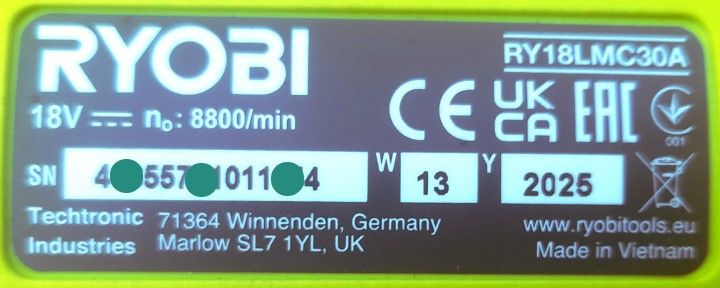 RYOBI
RY18LMC30A
18V n₀: 8800/min
CE UK CA EAC
001
SN W 13 Y 2025
Techtronic Industries
71364 Winnenden, Germany
Marlow SL7 1YL, UK
www.ryobitools.eu
Made in Vietnam